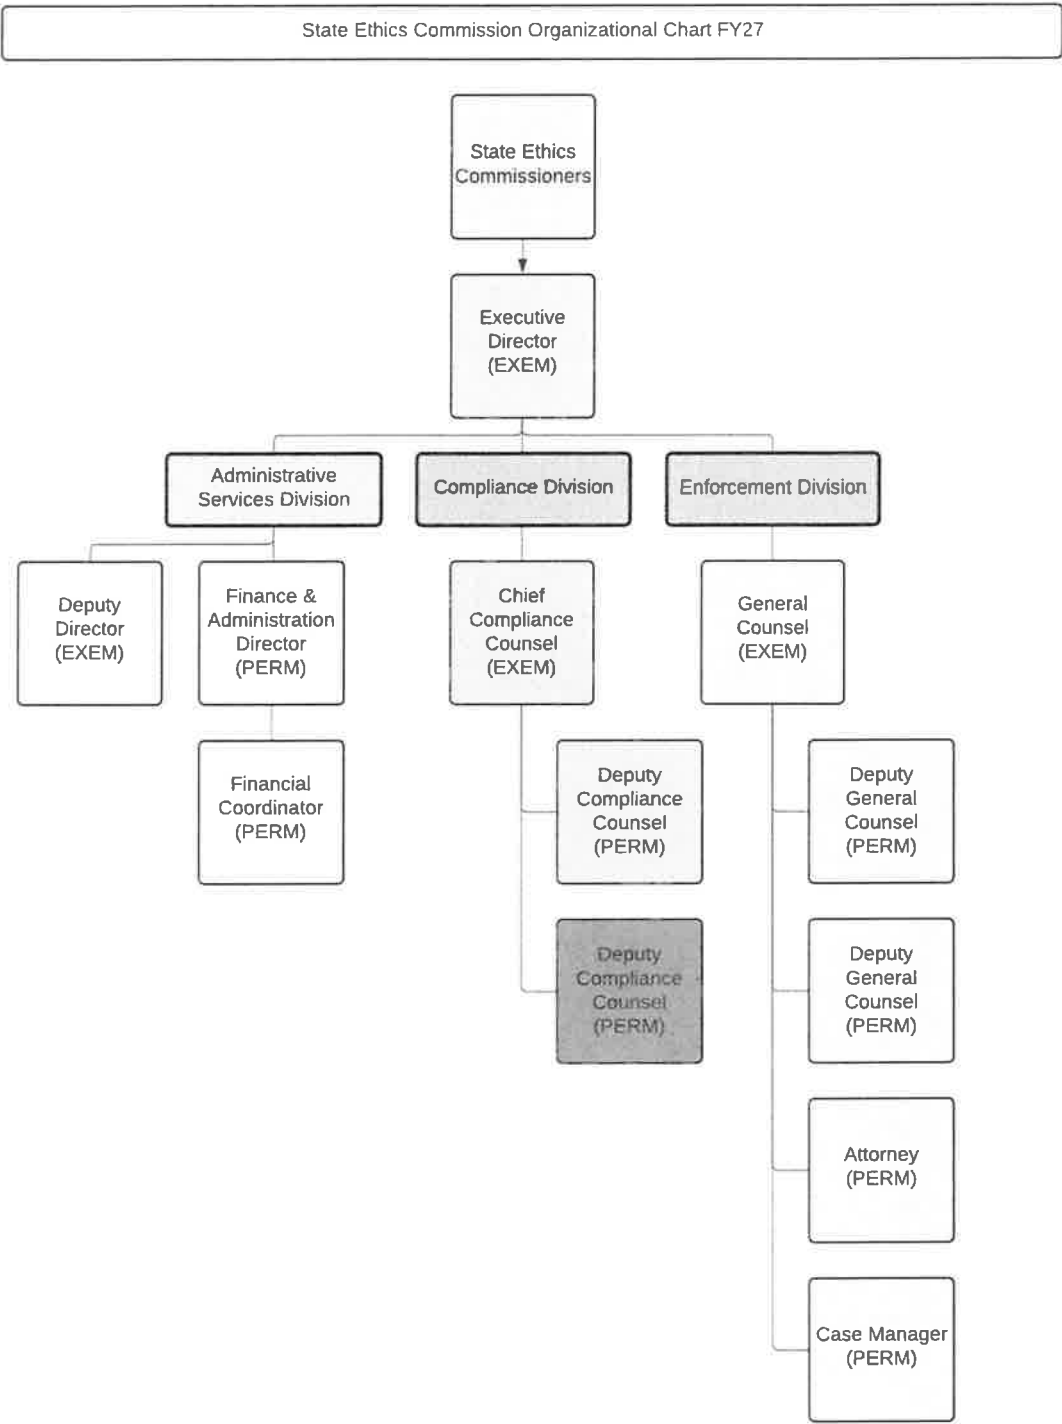 State Ethics Commission Organizational Chart FY27
State Ethics
Commissioners
Executive
Director
(EXEM)
Administrative
Services Division
Compliance Division
Enforcement Division
Deputy
Director
(EXEM)
Finance &
Administration
Director
(PERM)
Chief
Compliance
Counsel
(EXEM)
General
Counsel
(EXEM)
Financial
Coordinator
(PERM)
Deputy
Compliance
Counsel
(PERM)
Deputy
General
Counsel
(PERM)
Deputy
Compliance
Counsel
(PERM)
Deputy
General
Counsel
(PERM)
Attorney
(PERM)
Case Manager
(PERM)